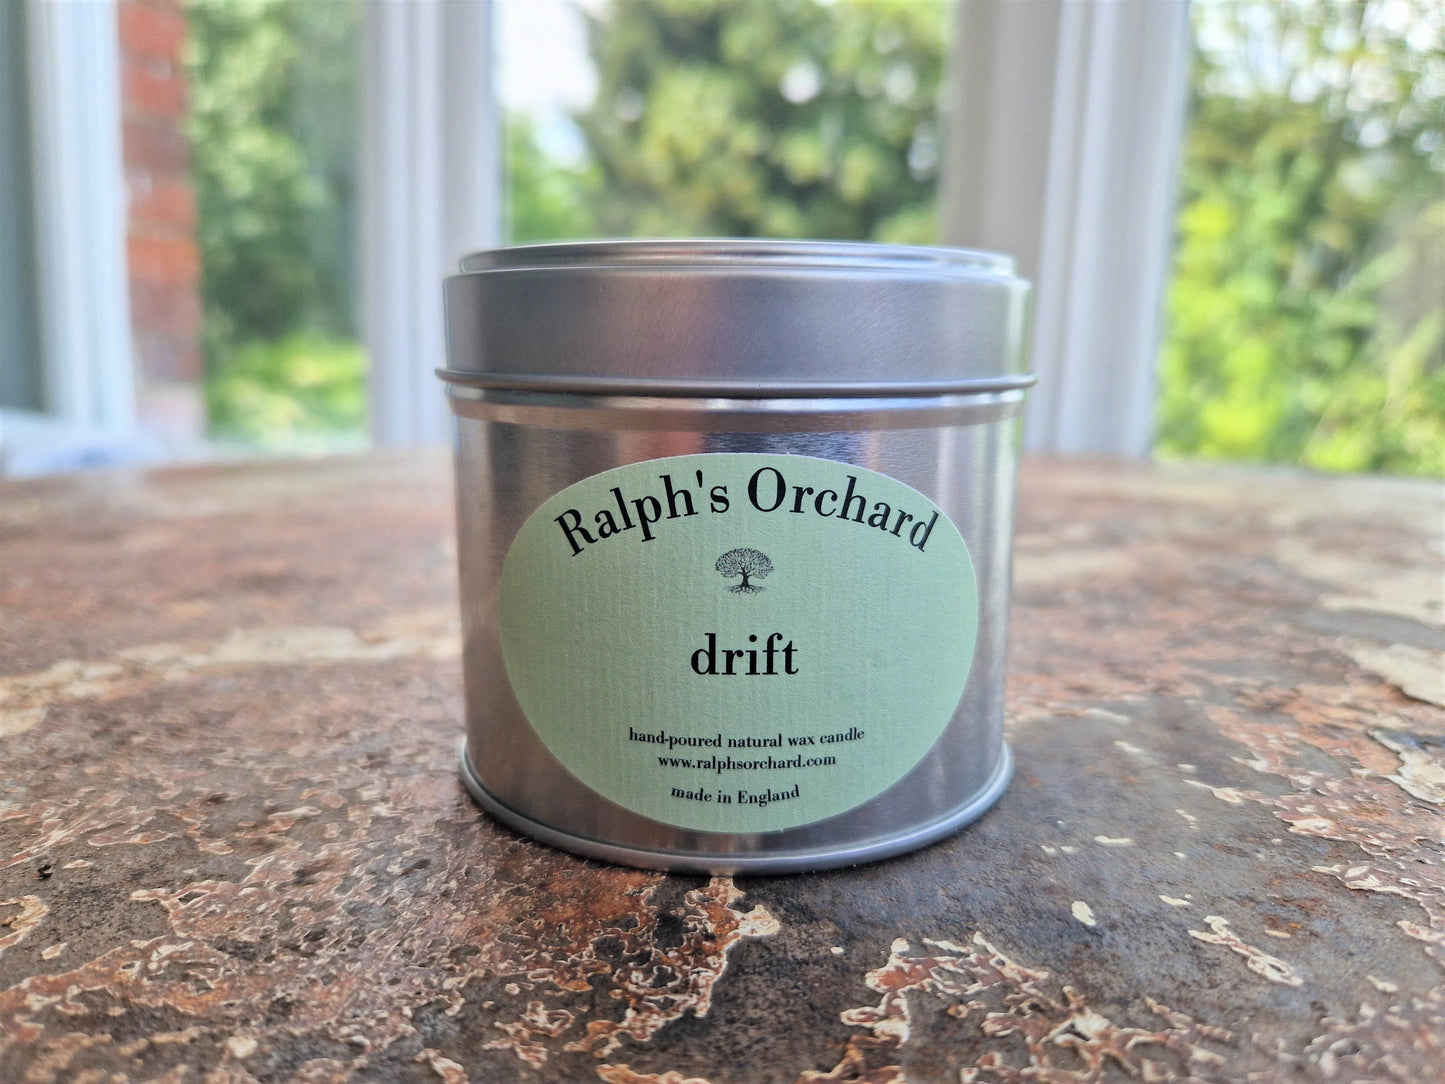 Ralph's Orchard
drift
hand-poured natural wax candle
www.ralphsorchard.com
made in England